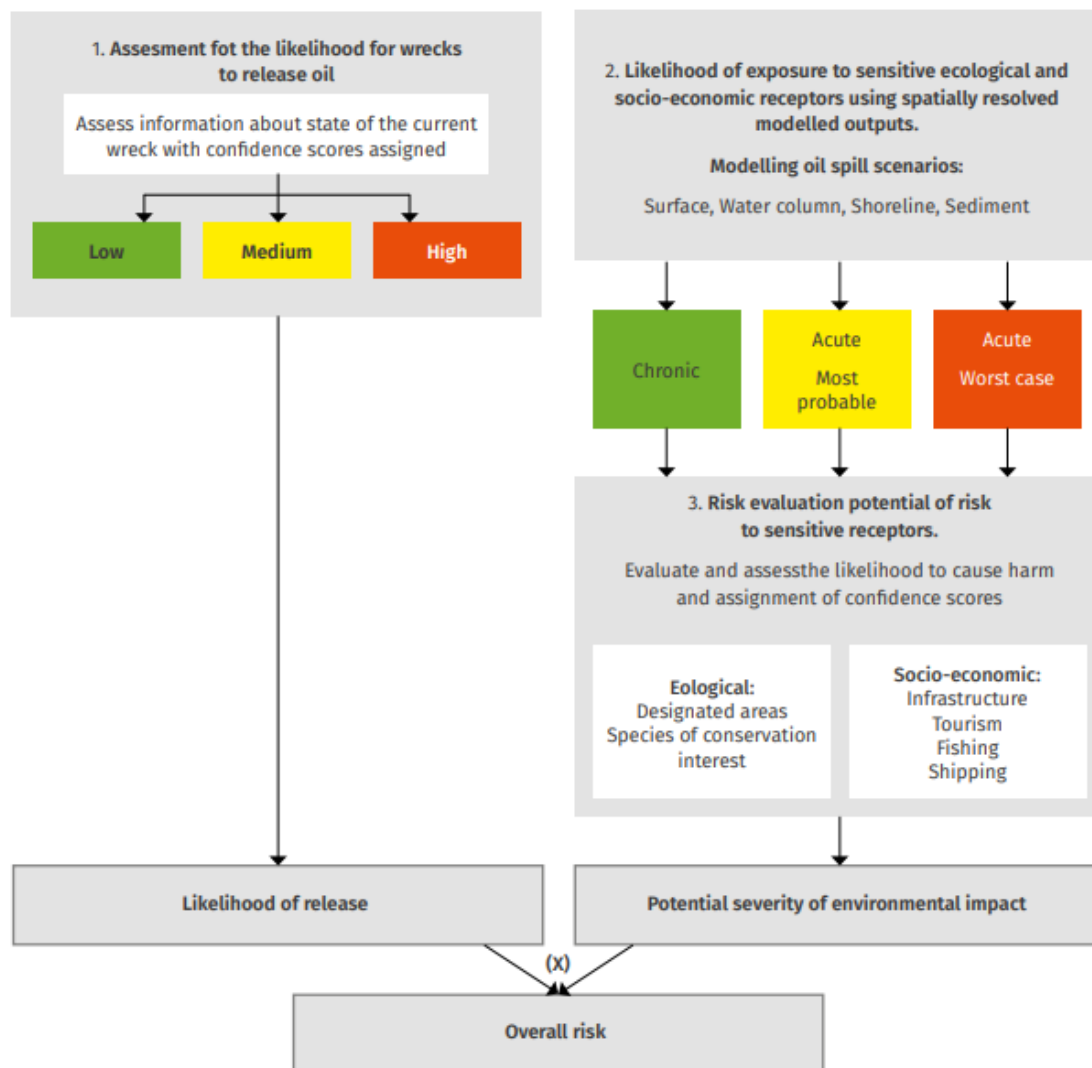 1. Assesment fot the likelihood for wrecks
to release oil
Assess information about state of the current
wreck with confidence scores assigned
Low
Medium
High
2. Likelihood of exposure to sensitive ecological and
socio-economic receptors using spatially resolved
modelled outputs.
Modelling oil spill scenarios:
Surface, Water column, Shoreline, Sediment
Chronic
Acute
Most
probable
Acute
Worst case
3. Risk evaluation potential of risk
to sensitive receptors.
Evaluate and assessthe likelihood to cause harm
and assignment of confidence scores
Eological:
Designated areas
Species of conservation
interest
Socio-economic:
Infrastructure
Tourism
Fishing
Shipping
Likelihood of release
Potential severity of environmental impact
(X)
Overall risk